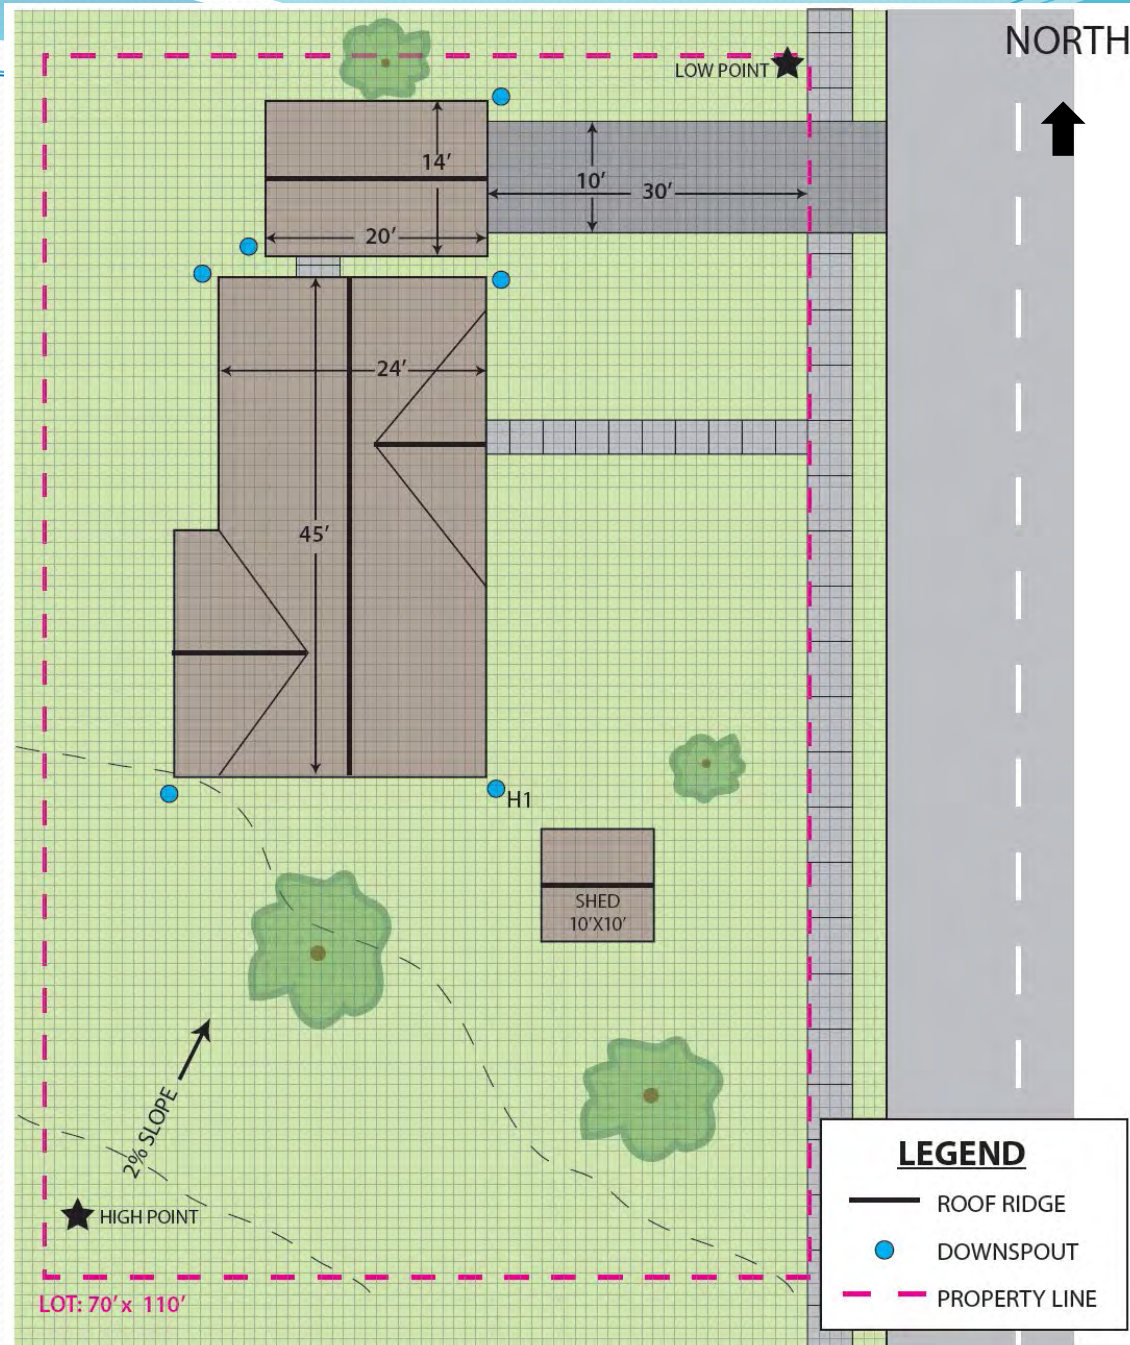 NORTH
LOW POINT
14′
10′
30′
20′
24′
45′
H1
SHED
10′X10′
2% SLOPE
HIGH POINT
LOT: 70′ x 110′
LEGEND
ROOF RIDGE
DOWNSPOUT
PROPERTY LINE